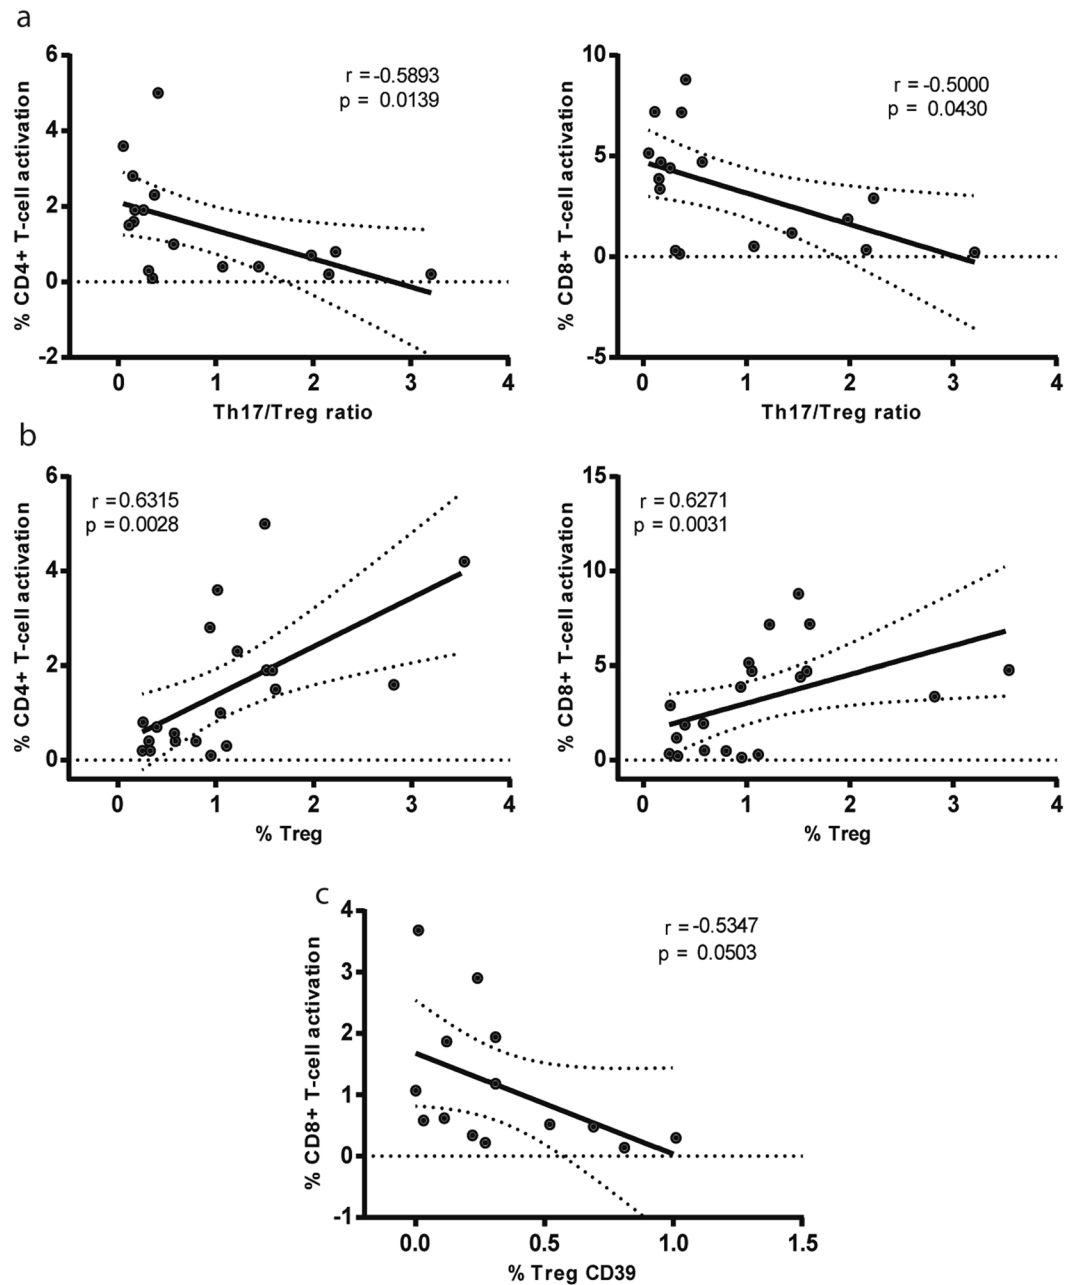 a
6
4
2
0
-2
% CD4+ T-cell activation
r =-0.5893
p = 0.0139
0 1 2 3 4
Th17/Treg ratio
10
5
0
-5
% CD8+ T-cell activation
r =-0.5000
p = 0.0430
0 1 2 3 4
Th17/Treg ratio
b
6
4
2
0
% CD4+ T-cell activation
r =0.6315
p =0.0028
0 1 2 3 4
% Treg
15
10
5
0
% CD8+ T-cell activation
r =0.6271
p =0.0031
0 1 2 3 4
% Treg
c
4
3
2
1
0
-1
% CD8+ T-cell activation
r =-0.5347
p = 0.0503
0.0 0.5 1.0 1.5
% Treg CD39